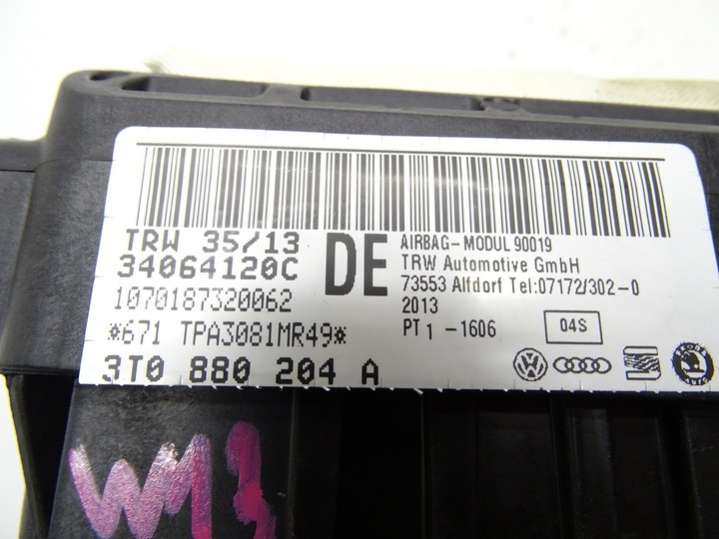 TRW 35/13
34064120C
1070187320062
*671 TPA3081MR49*
3T0 880 204 A
DE
AIRBAG-MODUL 90019
TRW Automotive GmbH
73553 Alfdorf Tel:07172/302-0
2013
PT 1 -1606
04S
WM3